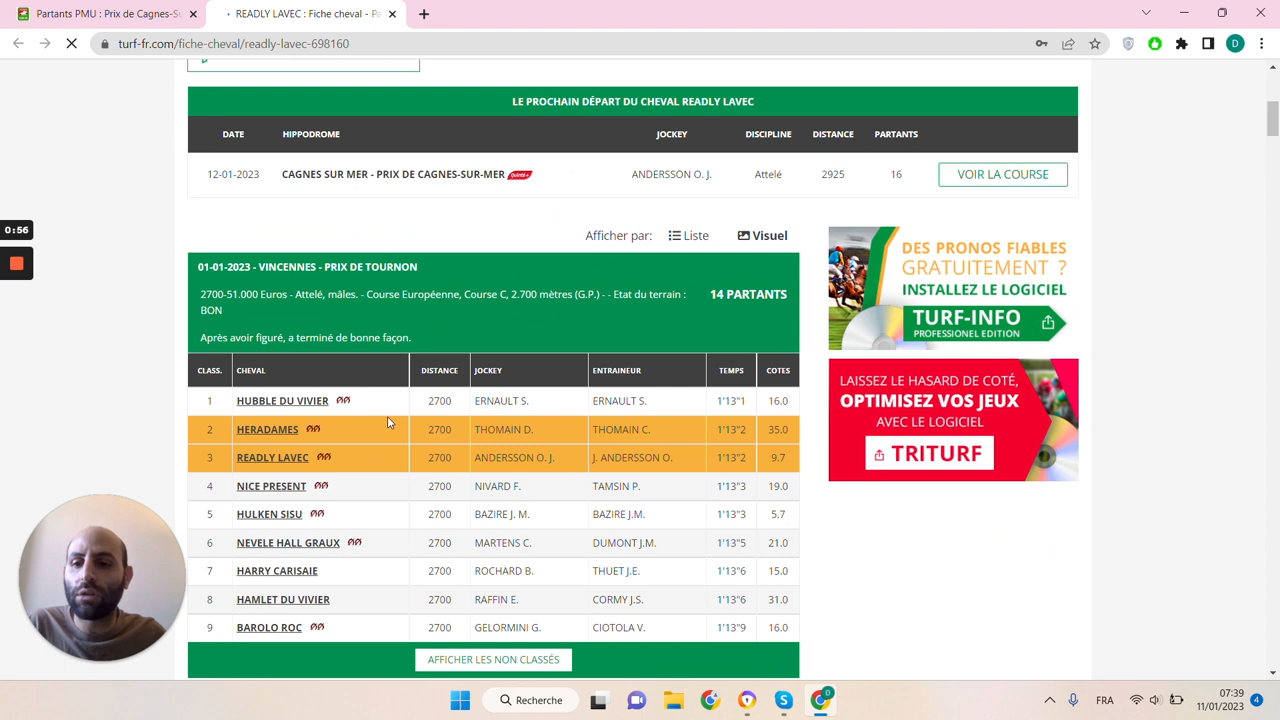 Partants PMU : Prix de Cagnes-Su
READLY LAVEC : Fiche cheval - Pa
turf-fr.com/fiche-cheval/readly-lavec-698160
D
LE PROCHAIN DÉPART DU CHEVAL READLY LAVEC
DATE HIPPODROME JOCKEY DISCIPLINE DISTANCE PARTANTS
12-01-2023 CAGNES SUR MER - PRIX DE CAGNES-SUR-MER Quinté+ ANDERSSON O. J. Attelé 2925 16 VOIR LA COURSE
0:56
Afficher par: Liste Visuel
01-01-2023 - VINCENNES - PRIX DE TOURNON
2700-51.000 Euros - Attelé, mâles. - Course Européenne, Course C, 2.700 mètres (G.P.) - - Etat du terrain :
BON
14 PARTANTS
Après avoir figuré, a terminé de bonne façon.
CLASS. CHEVAL DISTANCE JOCKEY ENTRAINEUR TEMPS COTES
1 HUBBLE DU VIVIER 2700 ERNAULT S. ERNAULT S. 1'13"1 16.0
2 HERADAMES 2700 THOMAIN D. THOMAIN C. 1'13"2 35.0
3 READLY LAVEC 2700 ANDERSSON O. J. J. ANDERSSON O. 1'13"2 9.7
4 NICE PRESENT 2700 NIVARD F. TAMSIN P. 1'13"3 19.0
5 HULKEN SISU 2700 BAZIRE J. M. BAZIRE J.M. 1'13"3 5.7
6 NEVELE HALL GRAUX 2700 MARTENS C. DUMONT J.M. 1'13"5 21.0
7 HARRY CARISAIE 2700 ROCHARD B. THUET J.E. 1'13"6 15.0
8 HAMLET DU VIVIER 2700 RAFFIN E. CORMY J.S. 1'13"6 31.0
9 BAROLO ROC 2700 GELORMINI G. CIOTOLA V. 1'13"9 16.0
AFFICHER LES NON CLASSÉS
DES PRONOS FIABLES
GRATUITEMENT ?
INSTALLEZ LE LOGICIEL
TURF-INFO
PROFESSIONEL EDITION
LAISSEZ LE HASARD DE COTÉ,
OPTIMISEZ VOS JEUX
AVEC LE LOGICIEL
TRITURF
Recherche
D
FRA
07:39
11/01/2023
4